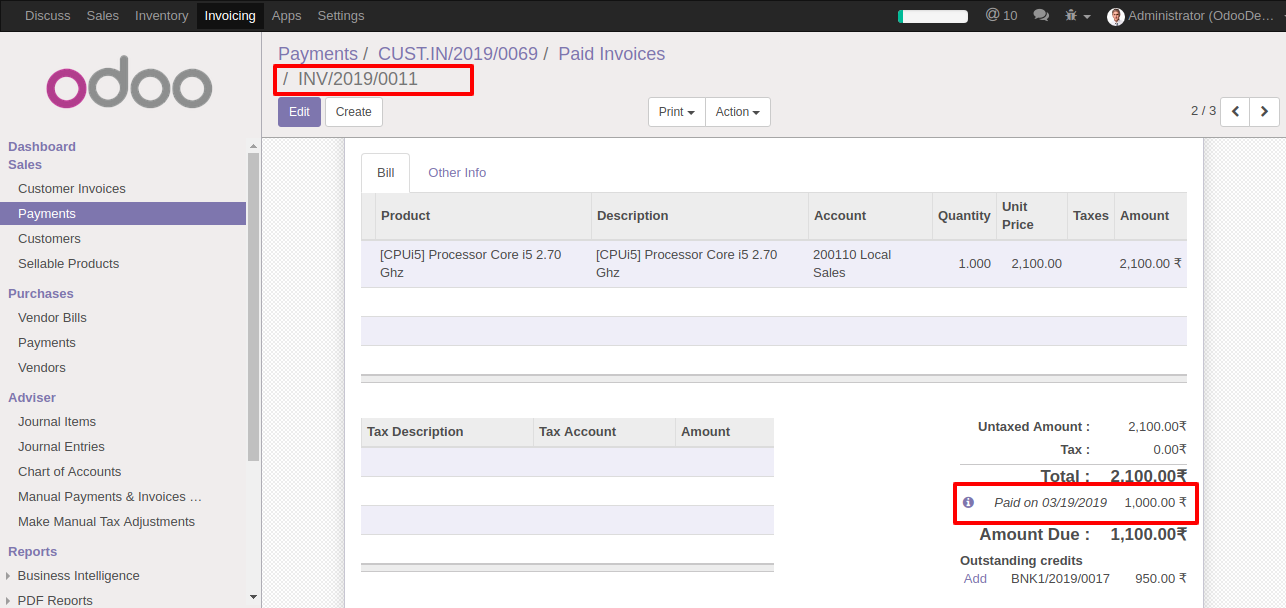 Discuss Sales Inventory Invoicing Apps Settings @ 10 Administrator (OdooDe...
odoo
Payments / CUST.IN/2019/0069 / Paid Invoices
/ INV/2019/0011
Edit Create Print Action 2 / 3
Dashboard
Sales
Customer Invoices
Payments
Customers
Sellable Products
Purchases
Vendor Bills
Payments
Vendors
Adviser
Journal Items
Journal Entries
Chart of Accounts
Manual Payments & Invoices ...
Make Manual Tax Adjustments
Reports
Business Intelligence
PDF Reports
Bill Other Info
Product Description Account Quantity Unit Price Taxes Amount
[CPUi5] Processor Core i5 2.70 [CPUi5] Processor Core i5 2.70 200110 Local 1.000 2,100.00 2,100.00 ₹
Ghz Ghz Sales
Tax Description Tax Account Amount
Untaxed Amount : 2,100.00₹
Tax : 0.00₹
Total : 2,100.00₹
Paid on 03/19/2019 1,000.00 ₹
Amount Due : 1,100.00₹
Outstanding credits
Add BNK1/2019/0017 950.00 ₹